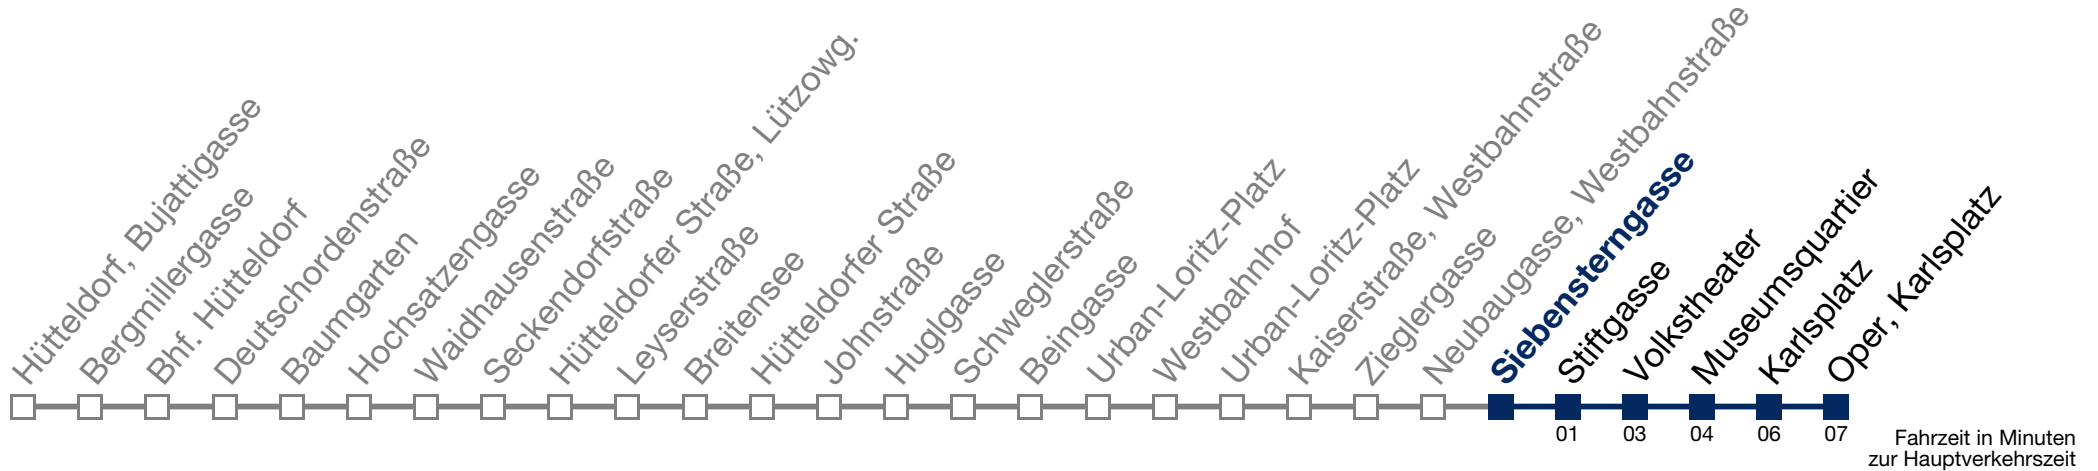 Hütteldorf, Bujattigasse
Bergmillergasse
Bhf. Hütteldorf
Deutschordenstraße
Baumgarten
Hochsatzengasse
Waidhausenstraße
Seckendorfstraße
Hütteldorfer Straße, Lützowg.
Leyserstraße
Breitensee
Hütteldorfer Straße
Johnstraße
Huglgasse
Schweglerstraße
Beingasse
Urban-Loritz-Platz
Westbahnhof
Urban-Loritz-Platz
Kaiserstraße, Westbahnstraße
Zieglergasse
Neubaugasse, Westbahnstraße
Siebensterngasse
Stiftgasse
Volkstheater
Museumsquartier
Karlsplatz
Oper, Karlsplatz
01 03 04 06 07
Fahrzeit in Minuten
zur Hauptverkehrszeit